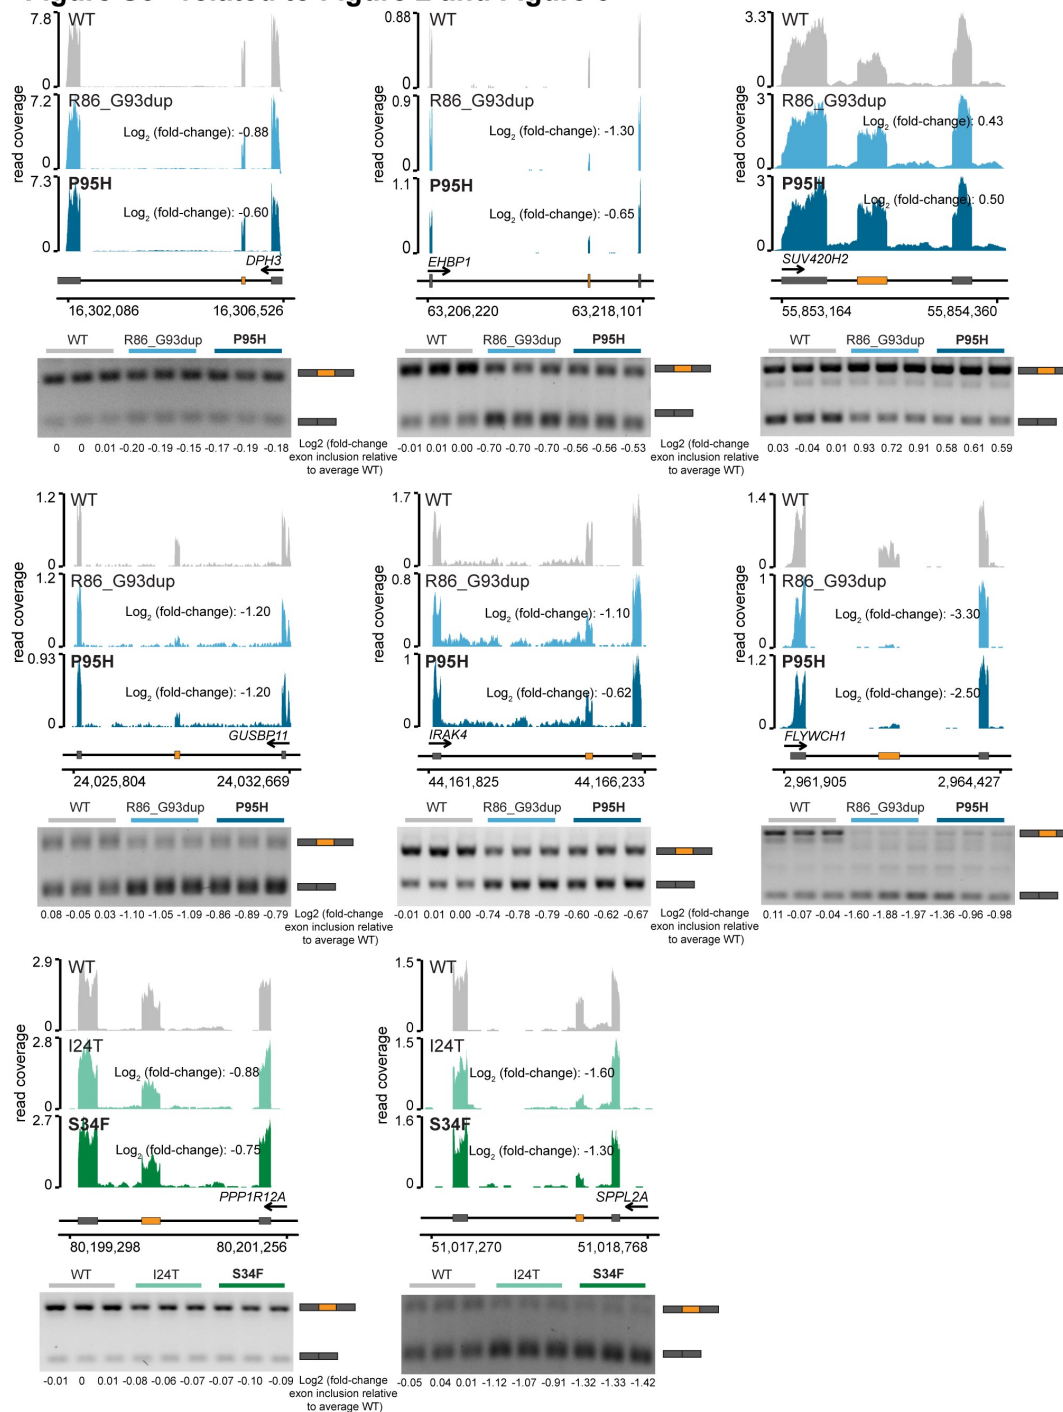 7.8
WT
0
7.2
R86_G93dup
Log2 (fold-change): -0.88
0
7.3
P95H
Log2 (fold-change): -0.60
0
read coverage
DPH3
16,302,086 16,306,526
WT R86_G93dup P95H
0 0 0.01 -0.20 -0.19 -0.15 -0.17 -0.19 -0.18
Log2 (fold-change
exon inclusion relative
to average WT)
0.88
WT
0
0.9
R86_G93dup
Log2 (fold-change): -1.30
0
1.1
P95H
Log2 (fold-change): -0.65
0
read coverage
EHBP1
63,206,220 63,218,101
WT R86_G93dup P95H
-0.01 0.01 0.00 -0.70 -0.70 -0.70 -0.56 -0.56 -0.53
Log2 (fold-change
exon inclusion relative
to average WT)
3.3
WT
0
3
R86_G93dup
Log2 (fold-change): 0.43
0
3
P95H
Log2 (fold-change): 0.50
0
read coverage
SUV420H2
55,853,164 55,854,360
WT R86_G93dup P95H
0.03 -0.04 0.01 0.93 0.72 0.91 0.58 0.61 0.59
1.2
WT
0
1.2
R86_G93dup
Log2 (fold-change): -1.20
0
0.93
P95H
Log2 (fold-change): -1.20
0
read coverage
GUSBP11
24,025,804 24,032,669
WT R86_G93dup P95H
0.08 -0.05 0.03 -1.10 -1.05 -1.09 -0.86 -0.89 -0.79
Log2 (fold-change
exon inclusion relative
to average WT)
1.7
WT
0
0.8
R86_G93dup
Log2 (fold-change): -1.10
0
1
P95H
Log2 (fold-change): -0.62
0
read coverage
IRAK4
44,161,825 44,166,233
WT R86_G93dup P95H
-0.01 0.01 0.00 -0.74 -0.78 -0.79 -0.60 -0.62 -0.67
Log2 (fold-change
exon inclusion relative
to average WT)
1.4
WT
0
1
R86_G93dup
Log2 (fold-change): -3.30
0
1.2
P95H
Log2 (fold-change): -2.50
0
read coverage
FLYWCH1
2,961,905 2,964,427
WT R86_G93dup P95H
0.11 -0.07 -0.04 -1.60 -1.88 -1.97 -1.36 -0.96 -0.98
2.9
WT
0
2.8
I24T
Log2 (fold-change): -0.88
0
2.7
S34F
Log2 (fold-change): -0.75
0
read coverage
PPP1R12A
80,199,298 80,201,256
WT I24T S34F
-0.01 0 0.01 -0.08 -0.06 -0.07 -0.07 -0.10 -0.09
Log2 (fold-change
exon inclusion relative
to average WT)
1.5
WT
0
1.5
I24T
Log2 (fold-change): -1.60
0
1.6
S34F
Log2 (fold-change): -1.30
0
read coverage
SPPL2A
51,017,270 51,018,768
WT I24T S34F
-0.05 0.04 0.01 -1.12 -1.07 -0.91 -1.32 -1.33 -1.42